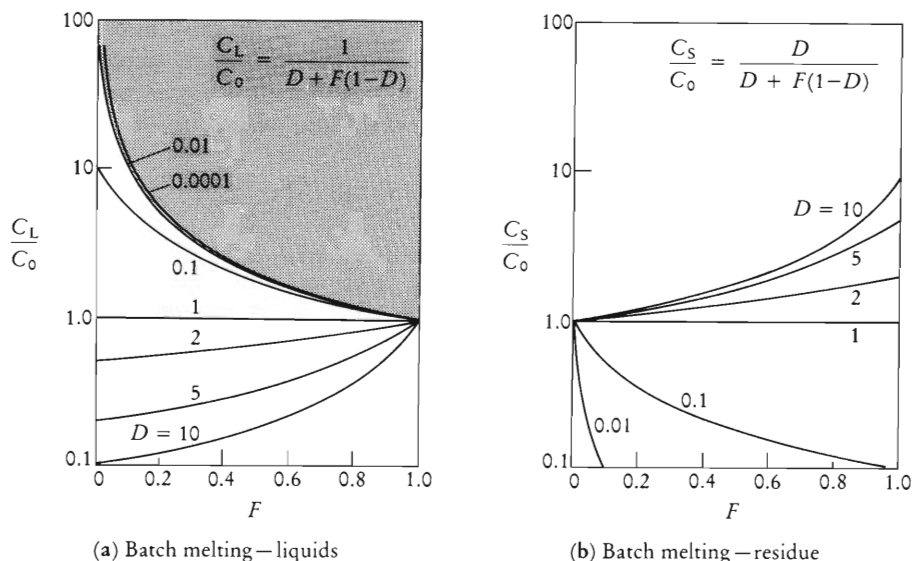 100
10
1.0
0.1
C_L/C_0
C_L/C_0 = 1/(D + F(1−D))
0.01
0.0001
0.1
1
2
5
D = 10
0 0.2 0.4 0.6 0.8 1.0
F
(a) Batch melting—liquids
100
10
1.0
0.1
C_S/C_0
C_S/C_0 = D/(D + F(1−D))
D = 10
5
2
1
0.1
0.01
0 0.2 0.4 0.6 0.8 1.0
F
(b) Batch melting—residue